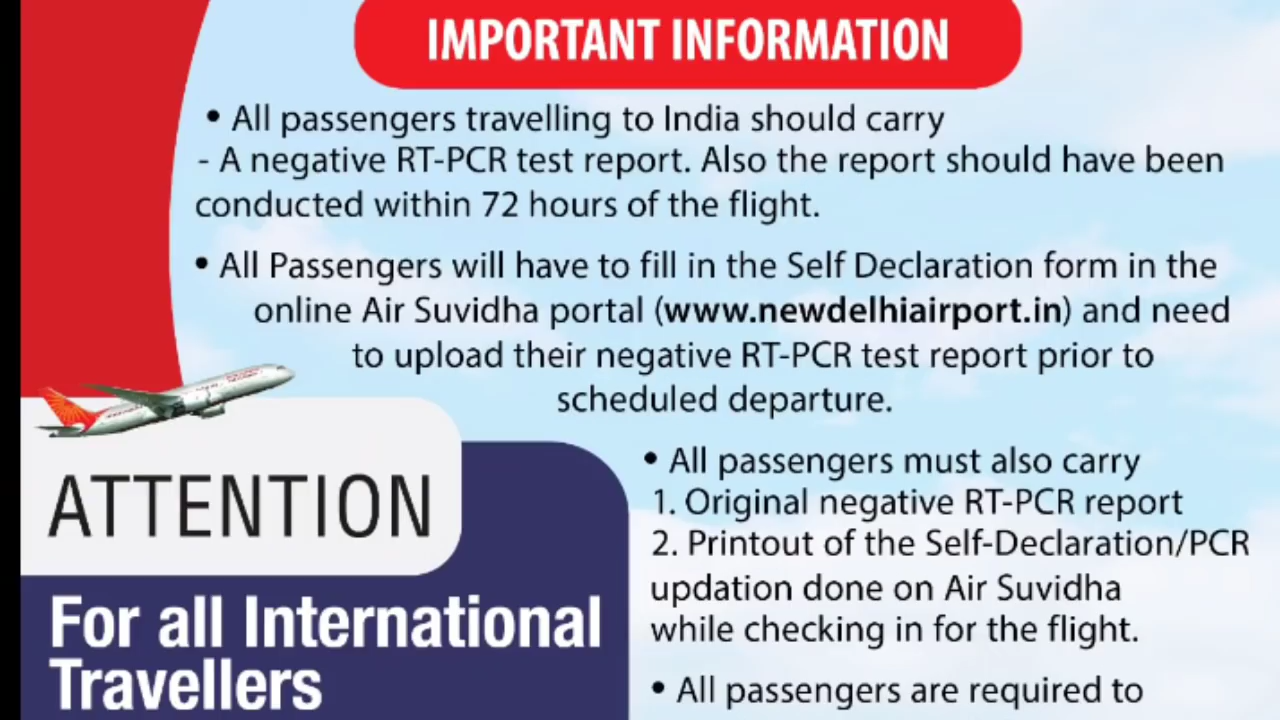 IMPORTANT INFORMATION
• All passengers travelling to India should carry
- A negative RT-PCR test report. Also the report should have been
conducted within 72 hours of the flight.
• All Passengers will have to fill in the Self Declaration form in the
online Air Suvidha portal (www.newdelhiairport.in) and need
to upload their negative RT-PCR test report prior to
scheduled departure.
ATTENTION
For all International
Travellers
• All passengers must also carry
1. Original negative RT-PCR report
2. Printout of the Self-Declaration/PCR
updation done on Air Suvidha
while checking in for the flight.
• All passengers are required to